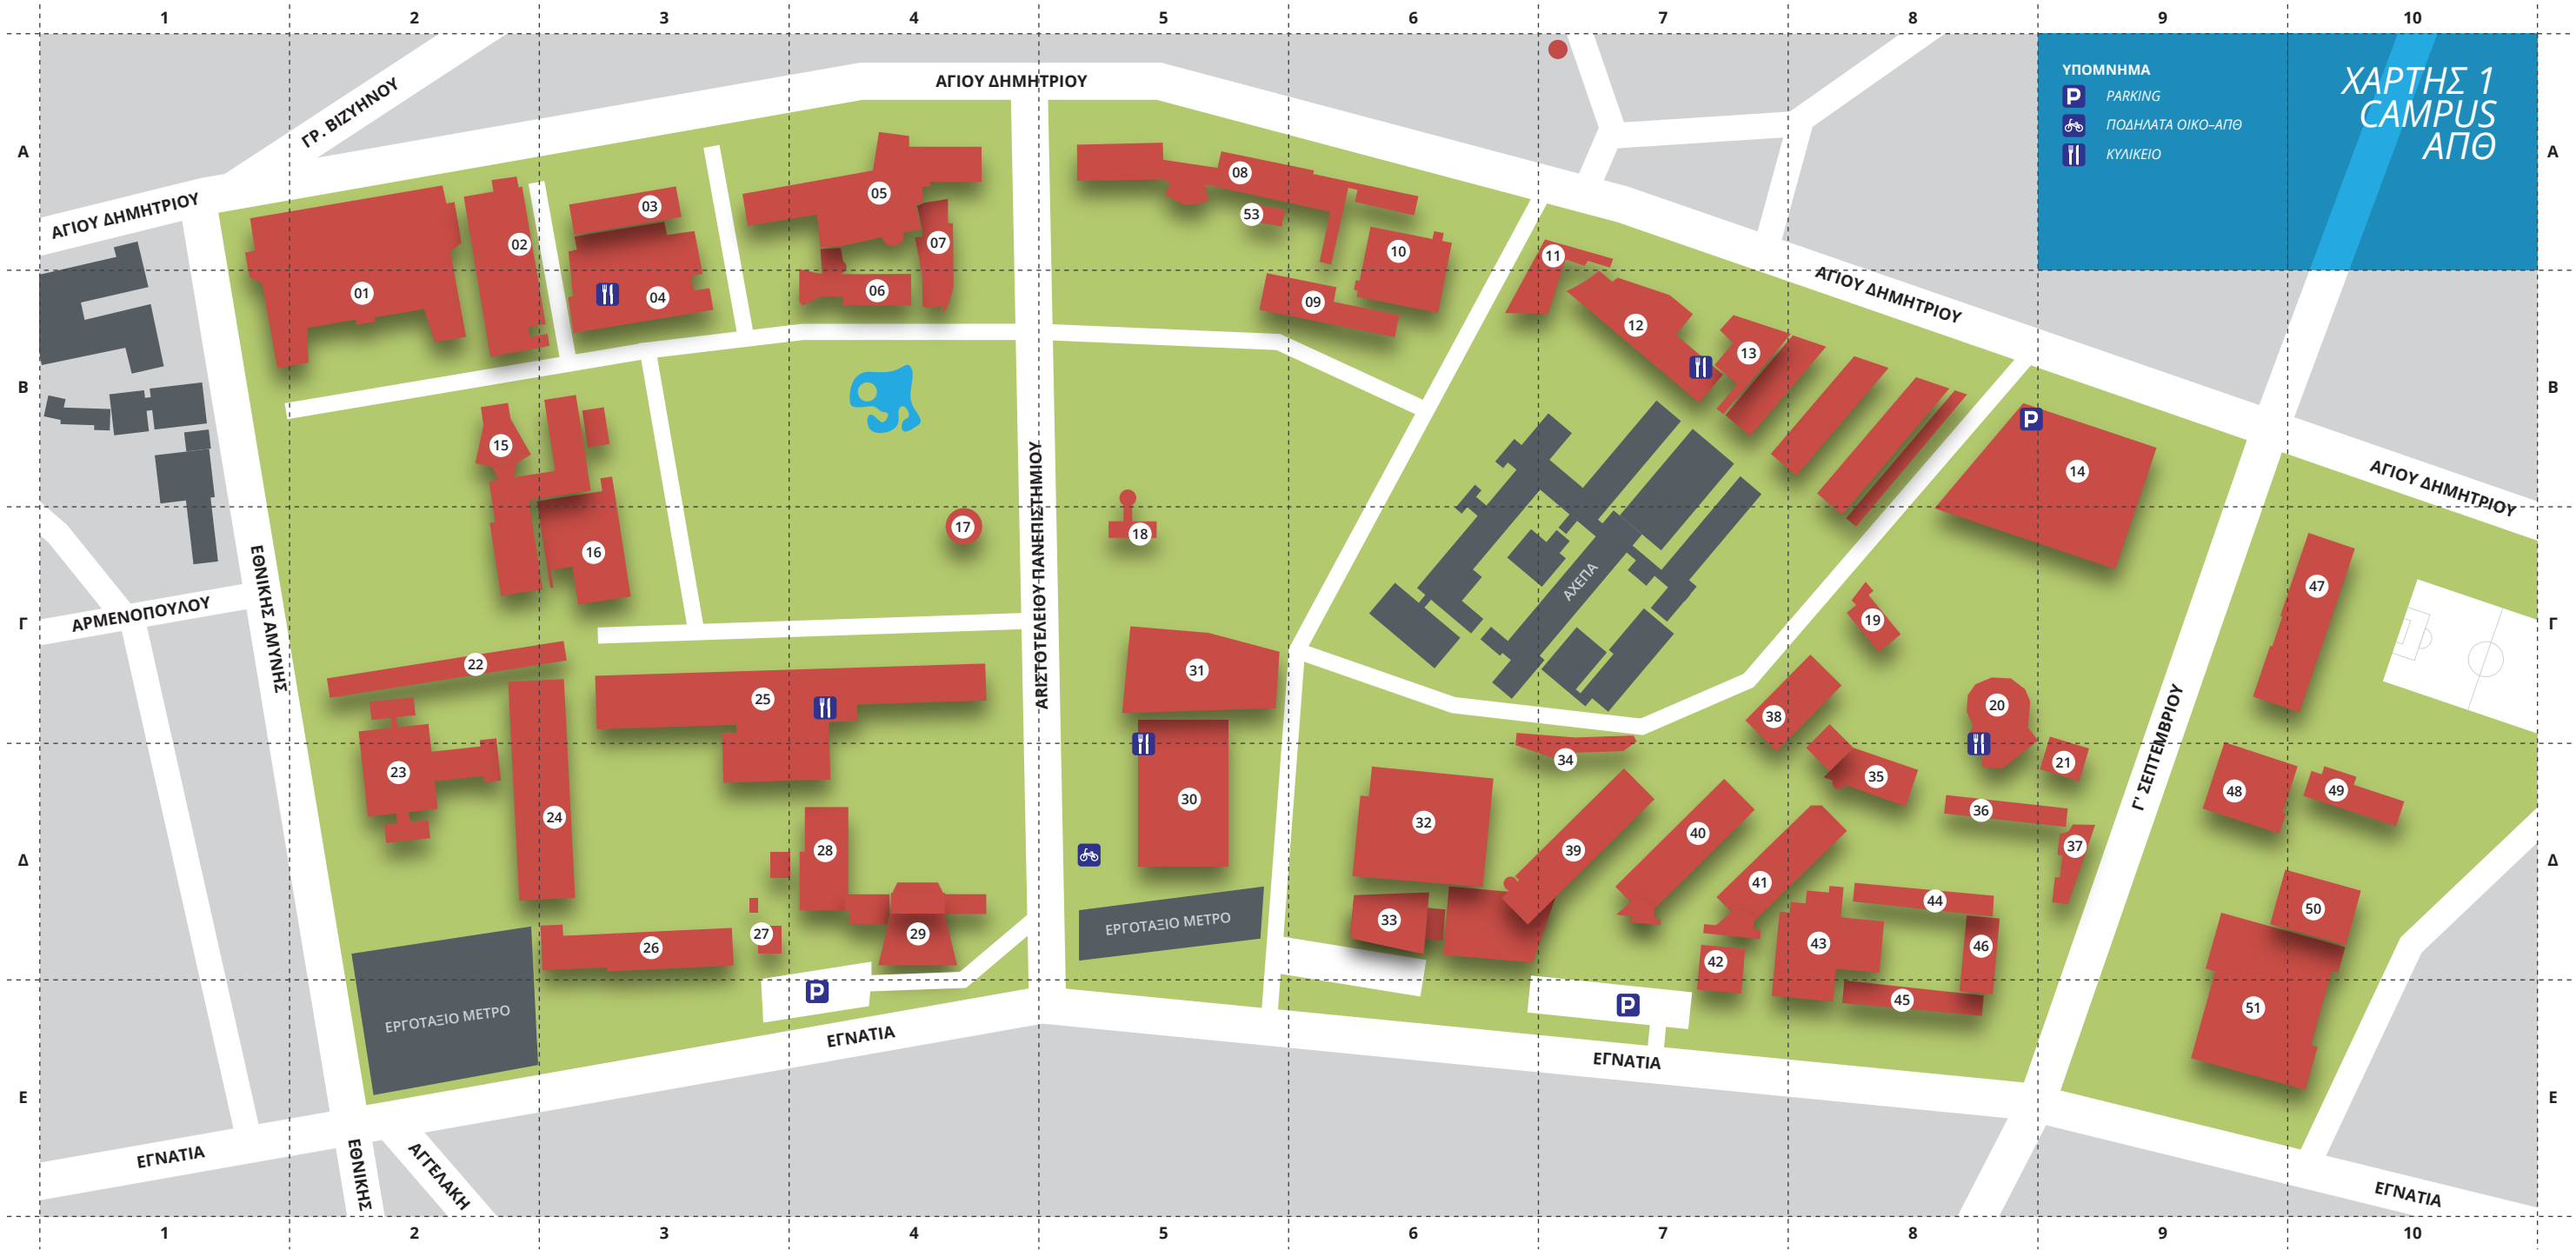 1 2 3 4 5 6 7 8 9 10
ΥΠΟΜΝΗΜΑ
P PARKING
ΠΟΔΗΛΑΤΑ ΟΙΚΟ–ΑΠΘ
ΚΥΛΙΚΕΙΟ
ΧΑΡΤΗΣ 1
CAMPUS
ΑΠΘ
ΓΡ. ΒΙΖΥΗΝΟΥ
ΑΓΙΟΥ ΔΗΜΗΤΡΙΟΥ
ΑΓΙΟΥ ΔΗΜΗΤΡΙΟΥ
Α
Α
03
05
08
53
02
07
10
11
01
04
06
09
ΑΓΙΟΥ ΔΗΜΗΤΡΙΟΥ
12
13
Β
Β
15
P
14
ΑΓΙΟΥ ΔΗΜΗΤΡΙΟΥ
17
18
16
ΑΡΙΣΤΟΤΕΛΕΙΟΥ ΠΑΝΕΠΙΣΤΗΜΙΟΥ
ΑΧΕΠΑ
47
ΕΘΝΙΚΗΣ ΑΜΥΝΗΣ
ΑΡΜΕΝΟΠΟΥΛΟΥ
Γ
Γ
19
22
31
25
20
38
Γ' ΣΕΠΤΕΜΒΡΙΟΥ
23
34
35
21
48
49
24
30
32
36
40
28
39
37
Δ
Δ
41
44
50
33
ΕΡΓΟΤΑΞΙΟ ΜΕΤΡΟ
26
27
29
43
46
42
P
P
45
51
ΕΡΓΟΤΑΞΙΟ ΜΕΤΡΟ
ΕΓΝΑΤΙΑ
ΕΓΝΑΤΙΑ
Ε
Ε
ΕΓΝΑΤΙΑ
ΕΘΝΙΚΗΣ
ΑΓΓΕΛΑΚΗ
ΕΓΝΑΤΙΑ
1 2 3 4 5 6 7 8 9 10